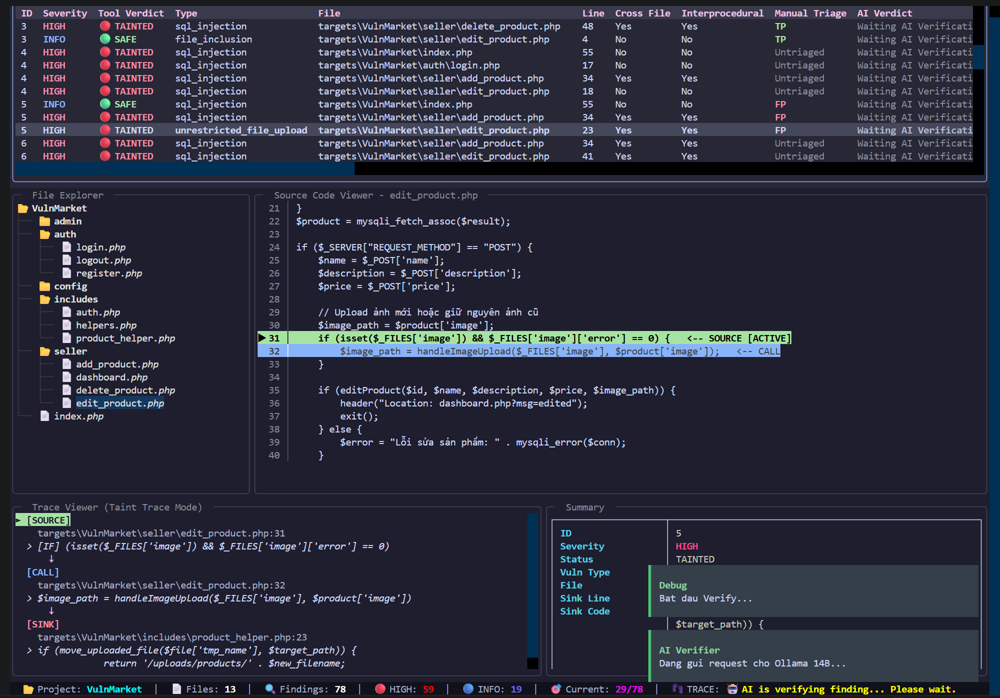 ID Severity Tool Verdict Type File Line Cross File Interprocedural Manual Triage AI Verdict
3 HIGH TAINTED sql_injection targets\VulnMarket\seller\delete_product.php 48 Yes Yes TP Waiting AI Verificati
3 INFO SAFE file_inclusion targets\VulnMarket\seller\edit_product.php 4 No No TP Waiting AI Verificati
4 HIGH TAINTED sql_injection targets\VulnMarket\index.php 55 No No Untriaged Waiting AI Verificati
4 HIGH TAINTED sql_injection targets\VulnMarket\auth\login.php 17 No No Untriaged Waiting AI Verificati
4 HIGH TAINTED sql_injection targets\VulnMarket\seller\add_product.php 34 Yes Yes Untriaged Waiting AI Verificati
4 HIGH TAINTED sql_injection targets\VulnMarket\seller\edit_product.php 18 No No Untriaged Waiting AI Verificati
5 INFO SAFE sql_injection targets\VulnMarket\index.php 55 No No FP Waiting AI Verificati
5 HIGH TAINTED sql_injection targets\VulnMarket\seller\add_product.php 34 Yes Yes FP Waiting AI Verificati
5 HIGH TAINTED unrestricted_file_upload targets\VulnMarket\seller\edit_product.php 23 Yes Yes FP Waiting AI Verificati
6 HIGH TAINTED sql_injection targets\VulnMarket\seller\add_product.php 34 Yes Yes Untriaged Waiting AI Verificati
6 HIGH TAINTED sql_injection targets\VulnMarket\seller\edit_product.php 41 Yes Yes Untriaged Waiting AI Verificati
File Explorer
VulnMarket
admin
auth
login.php
logout.php
register.php
config
includes
auth.php
helpers.php
product_helper.php
seller
add_product.php
dashboard.php
delete_product.php
edit_product.php
index.php
Source Code Viewer - edit_product.php
21 }
22 $product = mysqli_fetch_assoc($result);
23
24 if ($_SERVER["REQUEST_METHOD"] == "POST") {
25 $name = $_POST['name'];
26 $description = $_POST['description'];
27 $price = $_POST['price'];
28
29 // Upload ảnh mới hoặc giữ nguyên ảnh cũ
30 $image_path = $product['image'];
▶ 31 if (isset($_FILES['image']) && $_FILES['image']['error'] == 0) { <-- SOURCE [ACTIVE]
32 $image_path = handleImageUpload($_FILES['image'], $product['image']); <-- CALL
33 }
34
35 if (editProduct($id, $name, $description, $price, $image_path)) {
36 header("Location: dashboard.php?msg=edited");
37 exit();
38 } else {
39 $error = "Lỗi sửa sản phẩm: " . mysqli_error($conn);
40 }
Trace Viewer (Taint Trace Mode)
► [SOURCE]
targets\VulnMarket\seller\edit_product.php:31
> [IF] (isset($_FILES['image']) && $_FILES['image']['error'] == 0)
↓
[CALL]
targets\VulnMarket\seller\edit_product.php:32
> $image_path = handleImageUpload($_FILES['image'], $product['image'])
↓
[SINK]
targets\VulnMarket\includes\product_helper.php:23
> if (move_uploaded_file($file['tmp_name'], $target_path)) {
return '/uploads/products/' . $new_filename;
Summary
ID 5
Severity HIGH
Status TAINTED
Vuln Type
File
Sink Line
Sink Code
$target_path)) {
Debug
Bat dau Verify...
AI Verifier
Dang gui request cho Ollama 14B...
Project: VulnMarket | Files: 13 | Findings: 78 | HIGH: 59 | INFO: 19 | Current: 29/78 | TRACE: AI is verifying finding... Please wait.